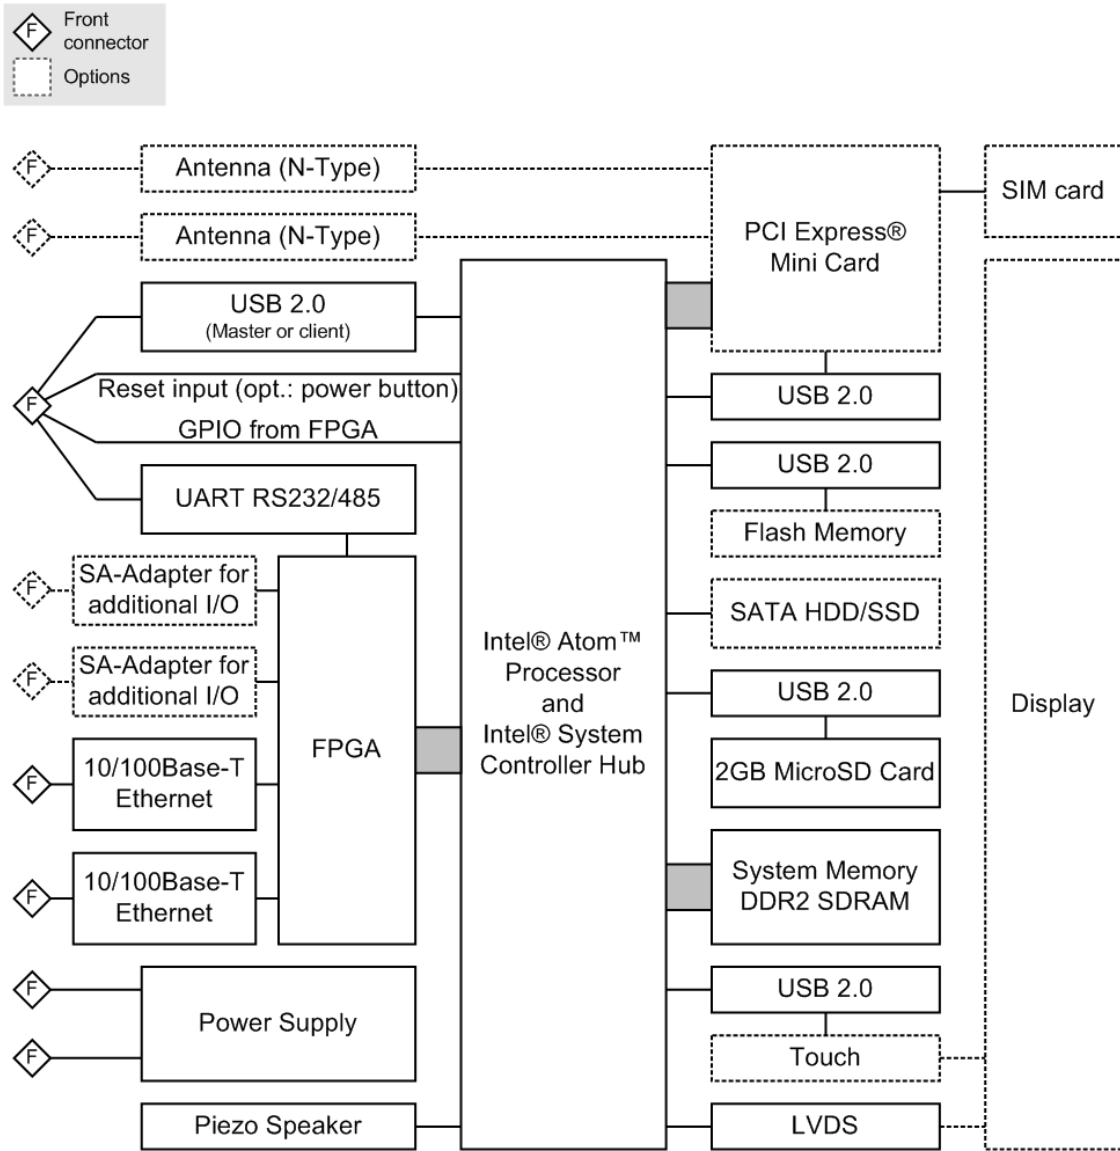 F
Front
connector
Options
F
Antenna (N-Type)
F
Antenna (N-Type)
PCI Express®
Mini Card
SIM card
USB 2.0
(Master or client)
F
Reset input (opt.: power button)
GPIO from FPGA
UART RS232/485
USB 2.0
USB 2.0
Flash Memory
F
SA-Adapter for
additional I/O
F
SA-Adapter for
additional I/O
F
10/100Base-T
Ethernet
F
10/100Base-T
Ethernet
FPGA
Intel® Atom™
Processor
and
Intel® System
Controller Hub
SATA HDD/SSD
USB 2.0
2GB MicroSD Card
System Memory
DDR2 SDRAM
Display
F
F
Power Supply
USB 2.0
Touch
Piezo Speaker
LVDS